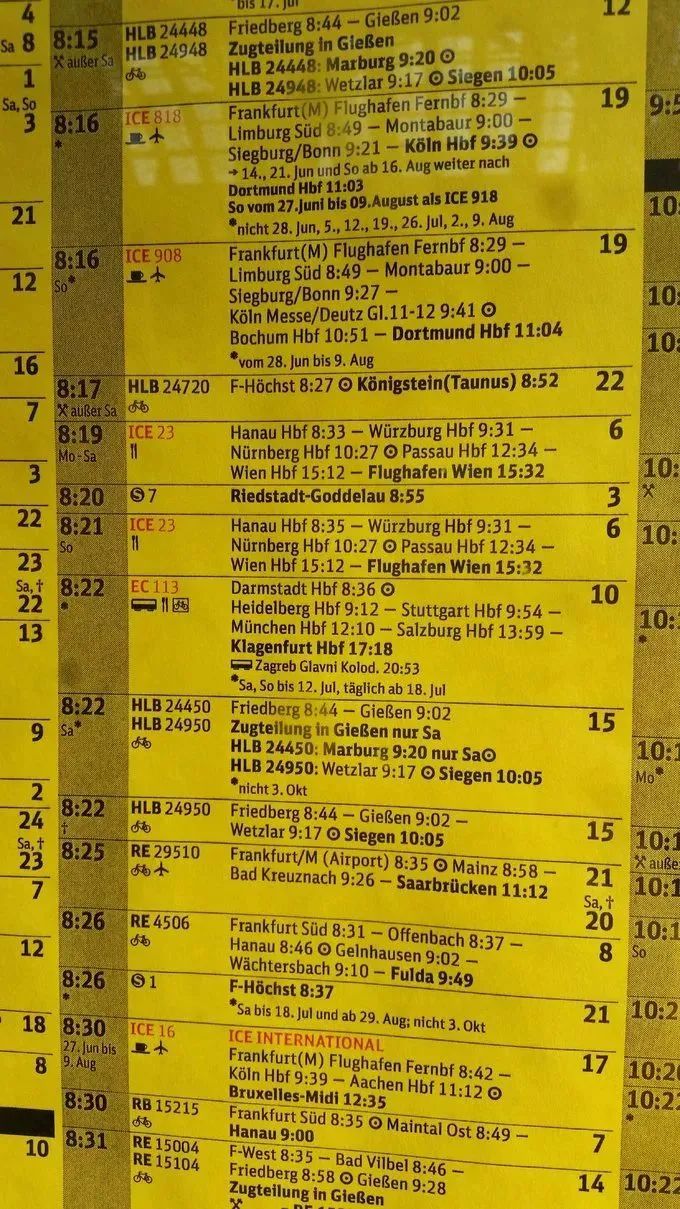 bis 17. Jul
12
4
Sa 8
1
Sa, So
3
21
12
16
7
3
22
23
Sa, †
22
13
9
2
24
Sa, †
23
7
12
18
8
10
8:15 HLB 24448 Friedberg 8:44 – Gießen 9:02
außer Sa HLB 24948 Zugteilung in Gießen
HLB 24448: Marburg 9:20
HLB 24948: Wetzlar 9:17 Siegen 10:05
8:16 ICE 818 Frankfurt(M) Flughafen Fernbf 8:29 – 19
* Limburg Süd 8:49 – Montabaur 9:00 –
Siegburg/Bonn 9:21 – Köln Hbf 9:39
→ 14., 21. Jun und So ab 16. Aug weiter nach
Dortmund Hbf 11:03
So vom 27.Juni bis 09.August als ICE 918
*nicht 28. Jun, 5., 12., 19., 26. Jul, 2., 9. Aug
8:16 ICE 908 Frankfurt(M) Flughafen Fernbf 8:29 – 19
So* Limburg Süd 8:49 – Montabaur 9:00 –
Siegburg/Bonn 9:27 –
Köln Messe/Deutz Gl.11-12 9:41
Bochum Hbf 10:51 – Dortmund Hbf 11:04
*vom 28. Jun bis 9. Aug
8:17 HLB 24720 F-Höchst 8:27 Königstein(Taunus) 8:52 22
außer Sa
8:19 ICE 23 Hanau Hbf 8:33 – Würzburg Hbf 9:31 – 6
Mo - Sa Nürnberg Hbf 10:27 Passau Hbf 12:34 –
Wien Hbf 15:12 – Flughafen Wien 15:32
8:20 S 7 Riedstadt-Goddelau 8:55 3
8:21 ICE 23 Hanau Hbf 8:35 – Würzburg Hbf 9:31 – 6
So Nürnberg Hbf 10:27 Passau Hbf 12:34 –
Wien Hbf 15:12 – Flughafen Wien 15:32
8:22 EC 113 Darmstadt Hbf 8:36 10
* Heidelberg Hbf 9:12 – Stuttgart Hbf 9:54 –
München Hbf 12:10 – Salzburg Hbf 13:59 –
Klagenfurt Hbf 17:18
Zagreb Glavni Kolod. 20:53
*Sa, So bis 12. Jul, täglich ab 18. Jul
8:22 HLB 24450 Friedberg 8:44 – Gießen 9:02 15
Sa* HLB 24950 Zugteilung in Gießen nur Sa
HLB 24450: Marburg 9:20 nur Sa
HLB 24950: Wetzlar 9:17 Siegen 10:05
*nicht 3. Okt
8:22 HLB 24950 Friedberg 8:44 – Gießen 9:02 – 15
† Wetzlar 9:17 Siegen 10:05
8:25 RE 29510 Frankfurt/M (Airport) 8:35 Mainz 8:58 – 21
Bad Kreuznach 9:26 – Saarbrücken 11:12 Sa, †
20
8:26 RE 4506 Frankfurt Süd 8:31 – Offenbach 8:37 – 8
Hanau 8:46 Gelnhausen 9:02 –
Wächtersbach 9:10 – Fulda 9:49
8:26 S 1 F-Höchst 8:37 21
* *Sa bis 18. Jul und ab 29. Aug; nicht 3. Okt
8:30 ICE 16 ICE INTERNATIONAL 17
27. Jun bis Frankfurt(M) Flughafen Fernbf 8:42 –
9. Aug Köln Hbf 9:39 – Aachen Hbf 11:12
Bruxelles-Midi 12:35
8:30 RB 15215 Frankfurt Süd 8:35 Maintal Ost 8:49 – 7
Hanau 9:00
8:31 RE 15004 F-West 8:35 – Bad Vilbel 8:46 – 14
RE 15104 Friedberg 8:58 Gießen 9:28
Zugteilung in Gießen
Mo*
So
10:22